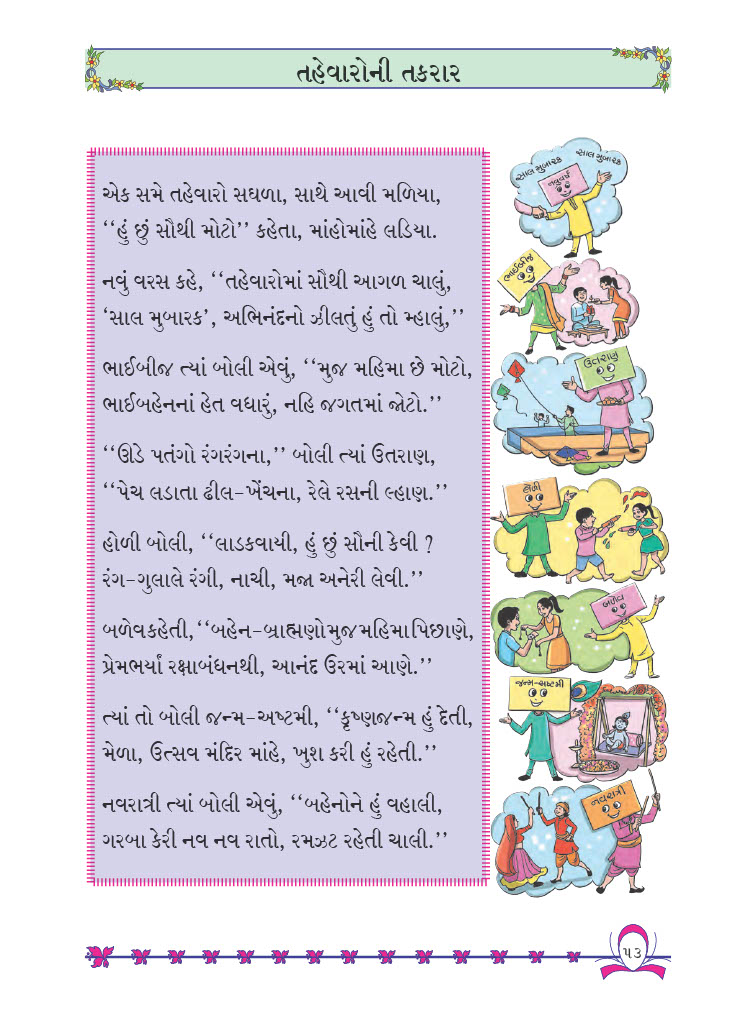 તહેવારોની તકરાર
એક સમે તહેવારો સઘળા, સાથે આવી મળિયા,
‘‘હું છું સૌથી મોટો’’ કહેતા, માંહોમાંહે લડિયા.
નવું વરસ કહે, ‘‘તહેવારોમાં સૌથી આગળ ચાલું,
‘સાલ મુબારક’, અભિનંદનો ઝીલતું હું તો મ્હાલું,’’
ભાઈબીજ ત્યાં બોલી એવું, ‘‘મુજ મહિમા છે મોટો,
ભાઈબહેનનાં હેત વધારું, નહિ જગતમાં જોટો.’’
‘‘ઊડે પતંગો રંગરંગના,’’ બોલી ત્યાં ઉતરાણ,
‘‘પેચ લડાતા ઢીલ-ખેંચના, રેલે રસની લ્હાણ.’’
હોળી બોલી, ‘‘લાડકવાયી, હું છું સૌની કેવી ?
રંગ-ગુલાલે રંગી, નાચી, મજા અનેરી લેવી.’’
બળેવકહેતી,‘‘બહેન-બ્રાહ્મણોમુજમહિમાપિછાણે,
પ્રેમભર્યાં રક્ષાબંધનથી, આનંદ ઉરમાં આણે.’’
ત્યાં તો બોલી જન્મ-અષ્ટમી, ‘‘કૃષ્ણજન્મ હું દેતી,
મેળા, ઉત્સવ મંદિર માંહે, ખુશ કરી હું રહેતી.’’
નવરાત્રી ત્યાં બોલી એવું, ‘‘બહેનોને હું વહાલી,
ગરબા કેરી નવ નવ રાતો, રમઝટ રહેતી ચાલી.’’
સાલ મુબારક
સાલ મુબારક
નવુવર્ષ
ભાઈબીજ
ઉતરાણ
હોળી
બળેવ
જન્મ-અષ્ટમી
નવરાત્રી
૫૩